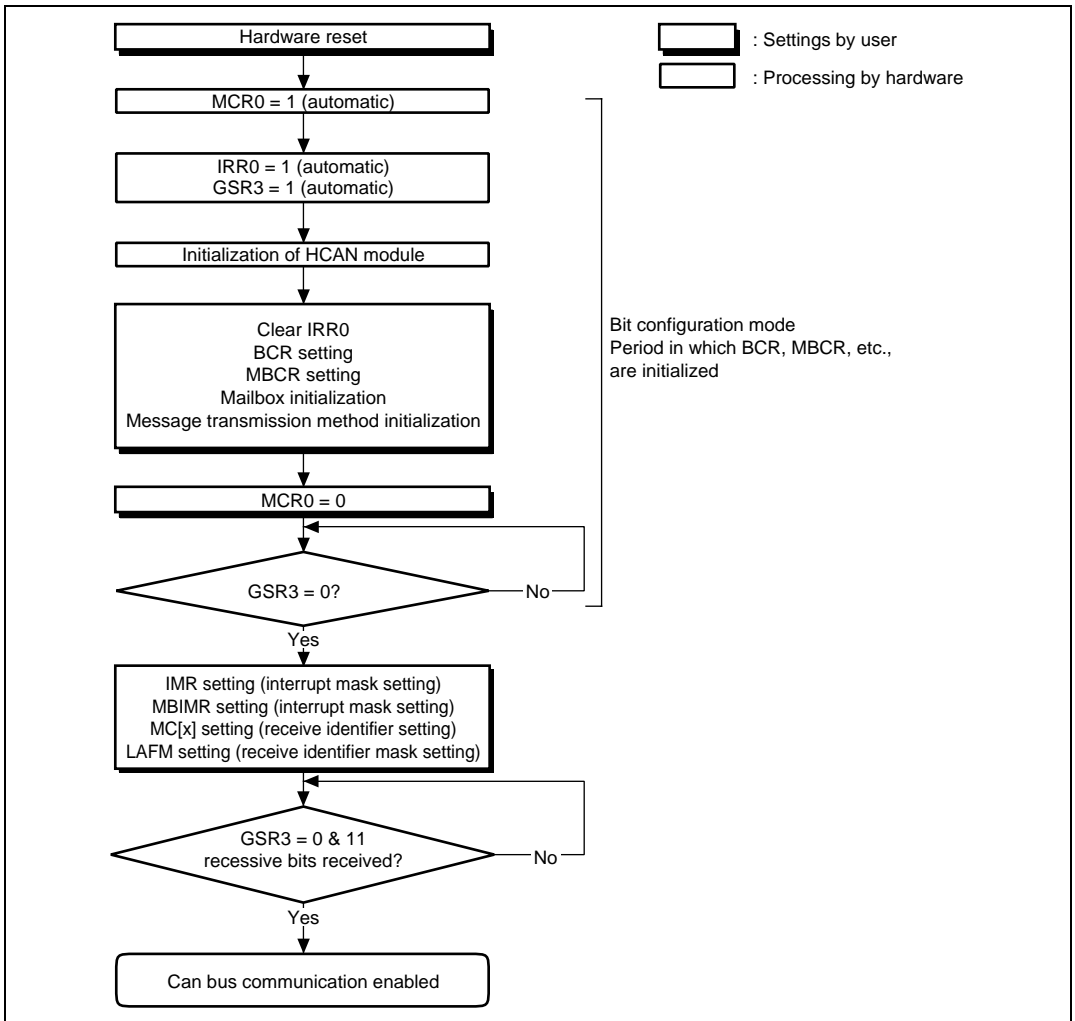 Hardware reset
: Settings by user
: Processing by hardware
MCR0 = 1 (automatic)
IRR0 = 1 (automatic)
GSR3 = 1 (automatic)
Initialization of HCAN module
Clear IRR0
BCR setting
MBCR setting
Mailbox initialization
Message transmission method initialization
Bit configuration mode
Period in which BCR, MBCR, etc.,
are initialized
MCR0 = 0
GSR3 = 0?
No
Yes
IMR setting (interrupt mask setting)
MBIMR setting (interrupt mask setting)
MC[x] setting (receive identifier setting)
LAFM setting (receive identifier mask setting)
GSR3 = 0 & 11
recessive bits received?
No
Yes
Can bus communication enabled